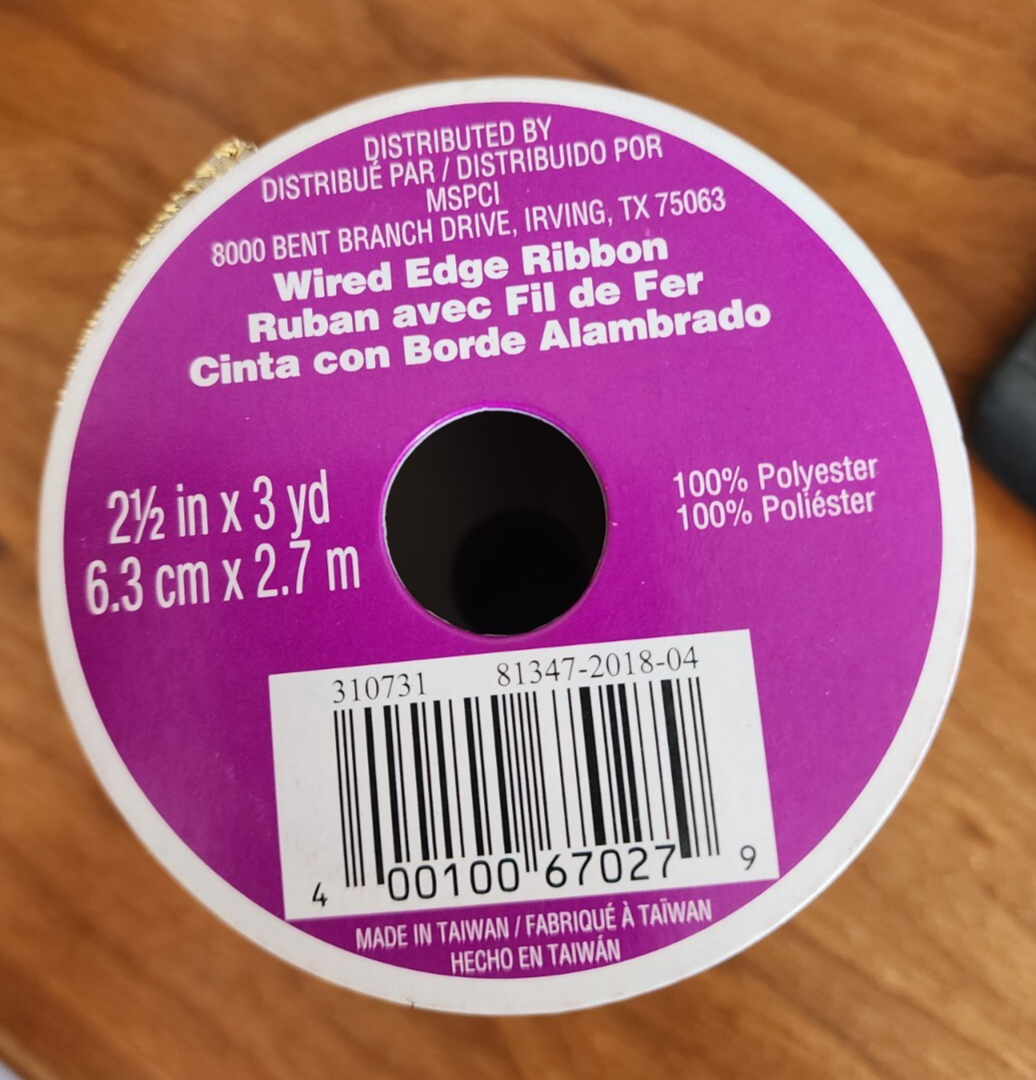 DISTRIBUTED BY
DISTRIBUÉ PAR / DISTRIBUIDO POR
MSPCI
8000 BENT BRANCH DRIVE, IRVING, TX 75063
Wired Edge Ribbon
Ruban avec Fil de Fer
Cinta con Borde Alambrado
2½ in x 3 yd
6.3 cm x 2.7 m
100% Polyester
100% Poliéster
310731 81347-2018-04
4 00100 67027 9
MADE IN TAIWAN / FABRIQUÉ À TAÏWAN
HECHO EN TAIWÁN